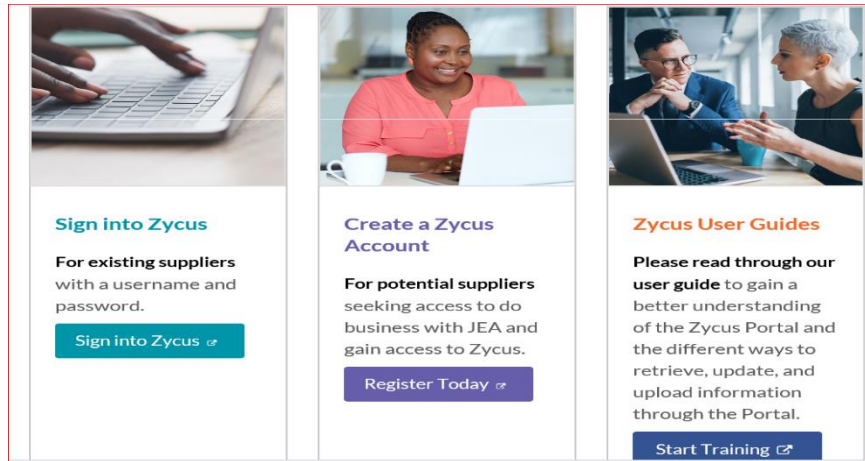 Sign into Zycus
For existing suppliers
with a username and
password.
Sign into Zycus
Create a Zycus
Account
For potential suppliers
seeking access to do
business with JEA and
gain access to Zycus.
Register Today
Zycus User Guides
Please read through our
user guide to gain a
better understanding
of the Zycus Portal and
the different ways to
retrieve, update, and
upload information
through the Portal.
Start Training